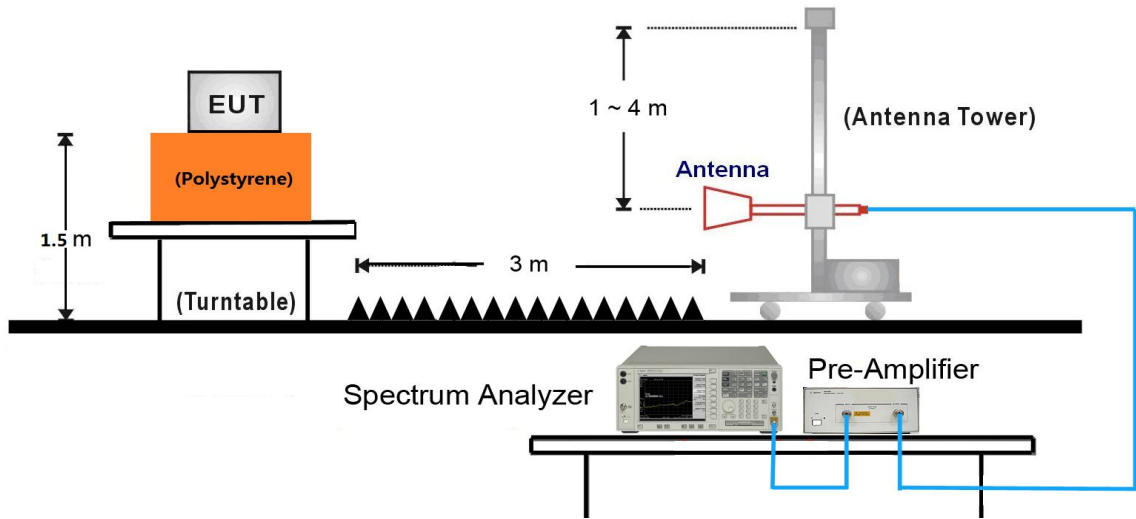 EUT
(Polystyrene)
1.5 m
(Turntable)
3 m
1 ~ 4 m
Antenna
(Antenna Tower)
Spectrum Analyzer
Pre-Amplifier